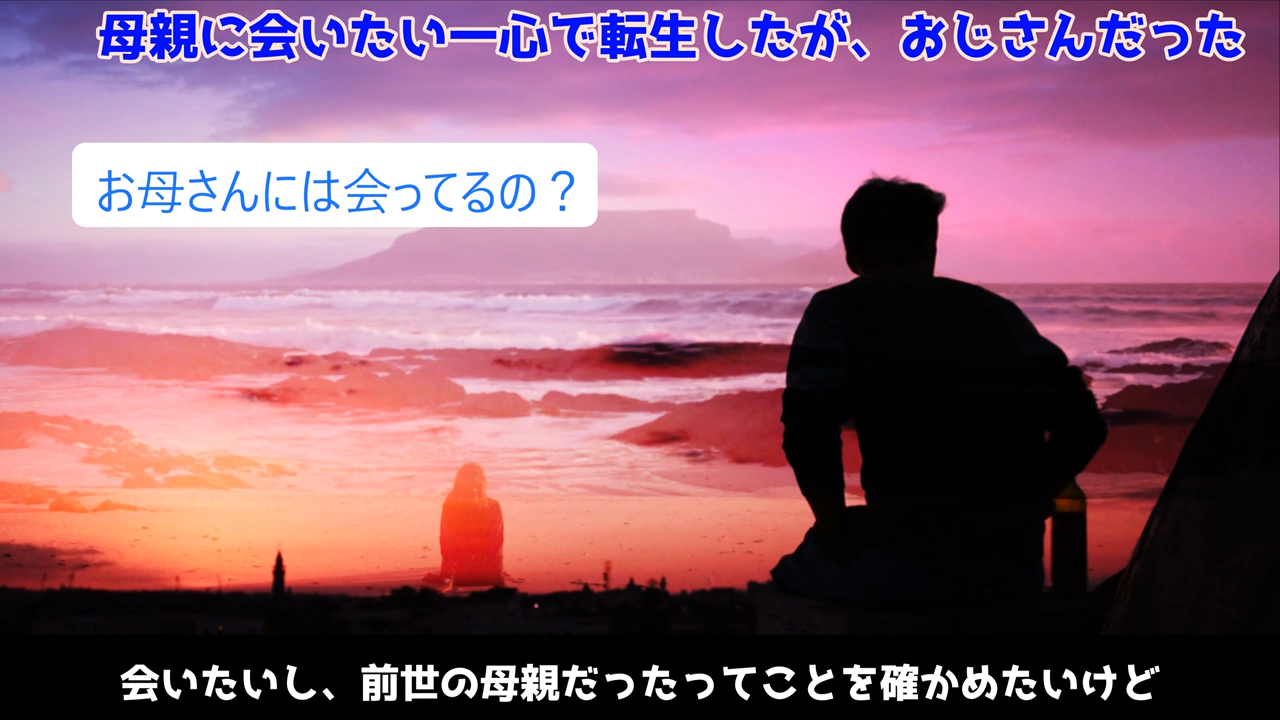 母親に会いたい一心で転生したが、おじさんだった
お母さんには会ってるの？
会いたいし、前世の母親だったってことを確かめたいけど